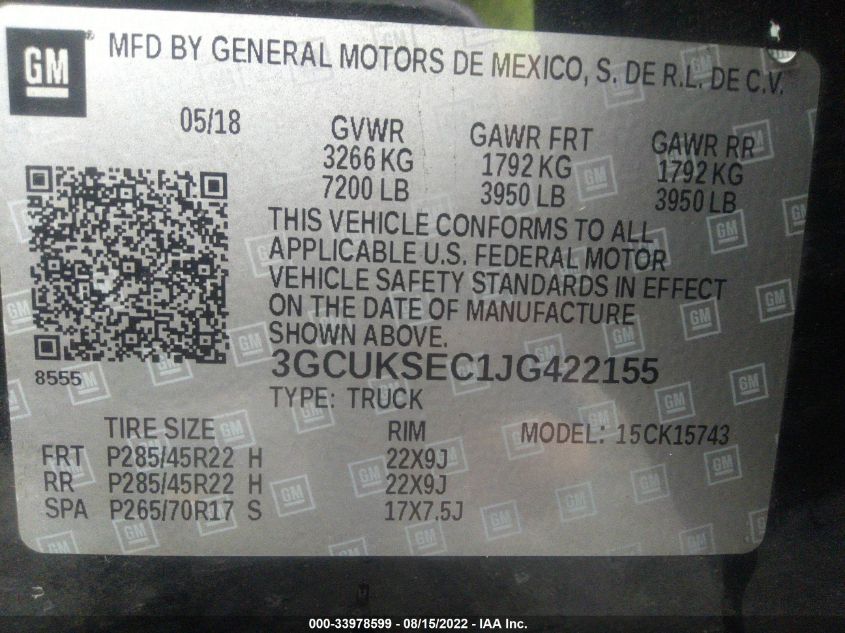 GM ® MFD BY GENERAL MOTORS DE MEXICO, S. DE R.L. DE C.V.
05/18
GVWR GAWR FRT GAWR RR
3266 KG 1792 KG 1792 KG
7200 LB 3950 LB 3950 LB
THIS VEHICLE CONFORMS TO ALL
APPLICABLE U.S. FEDERAL MOTOR
VEHICLE SAFETY STANDARDS IN EFFECT
ON THE DATE OF MANUFACTURE
SHOWN ABOVE.
8555
3GCUKSEC1JG422155
TYPE: TRUCK
TIRE SIZE RIM MODEL: 15CK15743
FRT P285/45R22 H 22X9J
RR P285/45R22 H 22X9J
SPA P265/70R17 S 17X7.5J
000-33978599 - 08/15/2022 - IAA Inc.